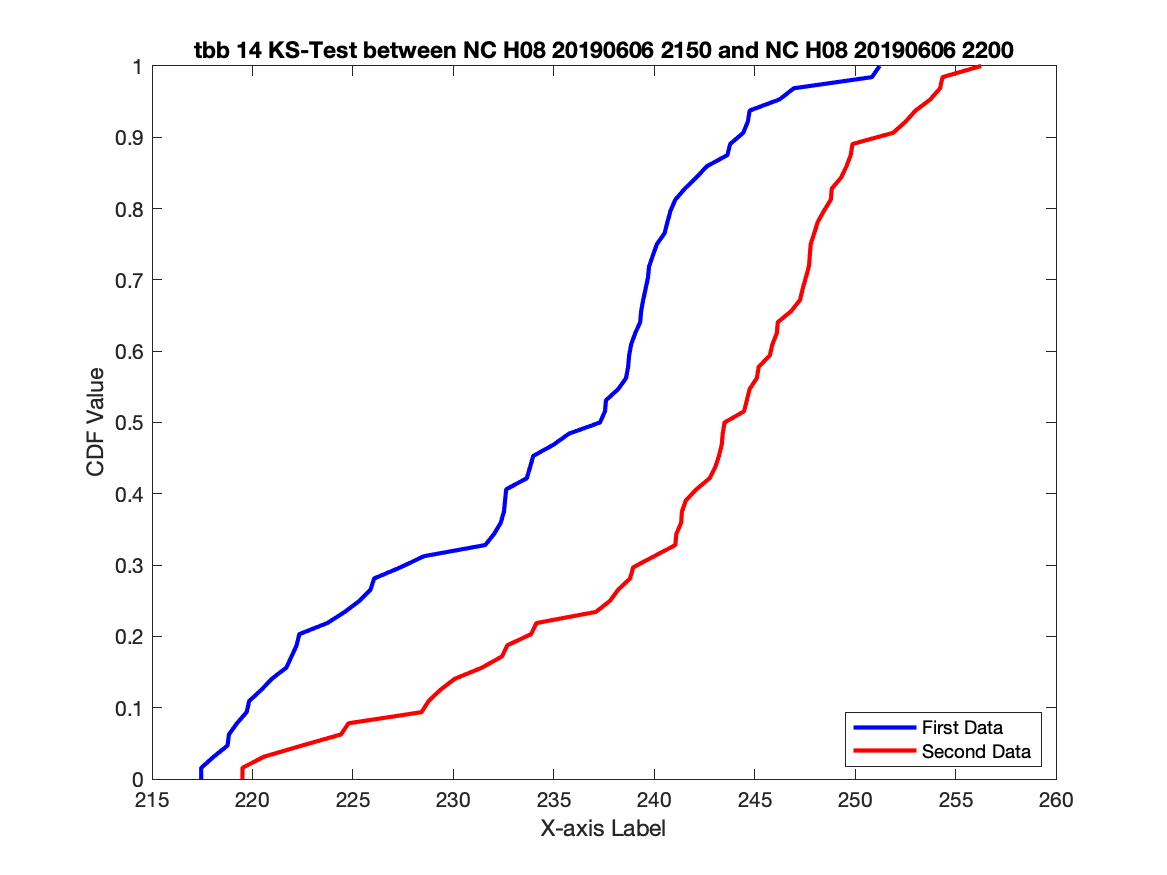 tbb 14 KS-Test between NC H08 20190606 2150 and NC H08 20190606 2200
1
0.9
0.8
0.7
0.6
0.5
0.4
0.3
0.2
0.1
0
CDF Value
First Data
Second Data
215 220 225 230 235 240 245 250 255 260
X-axis Label